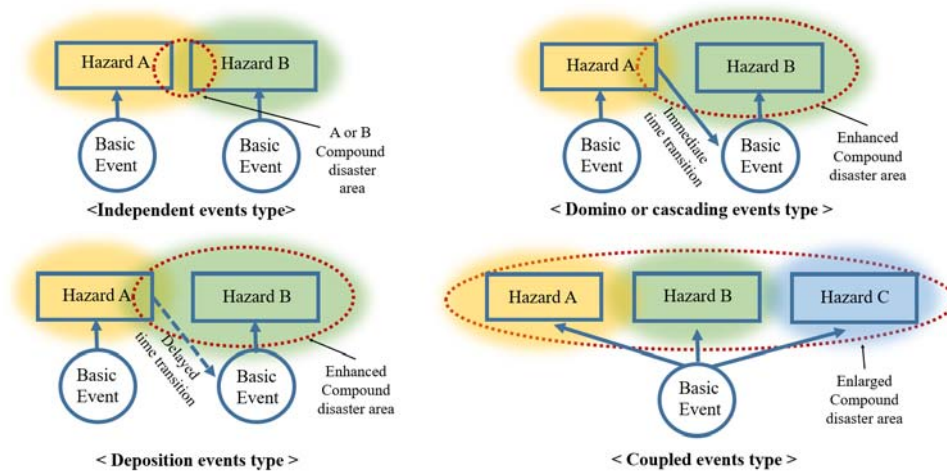 Hazard A
Hazard B
Basic
Event
Basic
Event
A or B
Compound
disaster
area
<Independent events type>
Hazard A
Hazard B
Basic
Event
Immediate
time transition
Basic
Event
Enhanced
Compound
disaster area
< Domino or cascading events type >
Hazard A
Hazard B
Basic
Event
Delayed
time transition
Basic
Event
Enhanced
Compound
disaster area
< Deposition events type >
Hazard A
Hazard B
Hazard C
Basic
Event
Enlarged
Compound
disaster area
< Coupled events type >